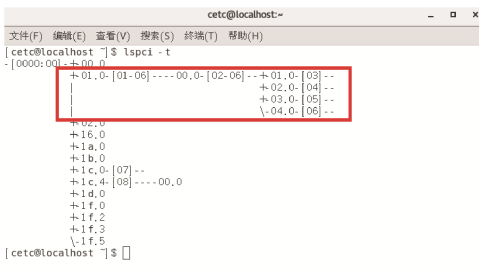 cetc@localhost:~
文件(F) 编辑(E) 查看(V) 搜索(S) 终端(T) 帮助(H)
[cetc@localhost ~]$ lspci -t
-[0000:00]-+-00.0
           +-01.0-[01-06]----00.0-[02-06]--+-01.0-[03]--
           |                               +-02.0-[04]--
           |                               +-03.0-[05]--
           |                               \-04.0-[06]--
           +-02.0
           +-16.0
           +-1a.0
           +-1b.0
           +-1c.0-[07]--
           +-1c.4-[08]----00.0
           +-1d.0
           +-1f.0
           +-1f.2
           +-1f.3
           \-1f.5
[cetc@localhost ~]$